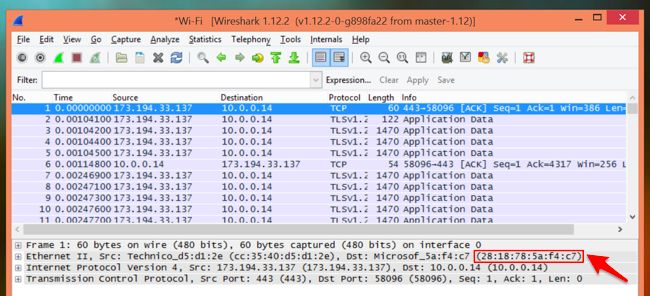 *Wi-Fi [Wireshark 1.12.2 (v1.12.2-0-g898fa22 from master-1.12)]
File Edit View Go Capture Analyze Statistics Telephony Tools Internals Help
Filter: Expression... Clear Apply Save
No. Time Source Destination Protocol Length Info
1 0.00000000 173.194.33.137 10.0.0.14 TCP 60 443→58096 [ACK] Seq=1 Ack=1 Win=386 Len=
2 0.00104100 173.194.33.137 10.0.0.14 TLSv1.2 122 Application Data
3 0.00104200 173.194.33.137 10.0.0.14 TLSv1.2 1470 Application Data
4 0.00104400 173.194.33.137 10.0.0.14 TLSv1.2 1470 Application Data
5 0.00104500 173.194.33.137 10.0.0.14 TLSv1.2 1470 Application Data
6 0.00114800 10.0.0.14 173.194.33.137 TCP 54 58096→443 [ACK] Seq=1 Ack=4317 Win=256 L
7 0.00246900 173.194.33.137 10.0.0.14 TLSv1.2 1470 Application Data
8 0.00247100 173.194.33.137 10.0.0.14 TLSv1.2 1470 Application Data
9 0.00247300 173.194.33.137 10.0.0.14 TLSv1.2 1470 Application Data
10 0.00247600 173.194.33.137 10.0.0.14 TLSv1.2 1470 Application Data
11 0.00247700 173.194.33.137 10.0.0.14 TLSv1.2 1470 Application Data
Frame 1: 60 bytes on wire (480 bits), 60 bytes captured (480 bits) on interface 0
Ethernet II, Src: Technico_d5:d1:2e (cc:35:40:d5:d1:2e), Dst: Microsof_5a:f4:c7 (28:18:78:5a:f4:c7)
Internet Protocol Version 4, Src: 173.194.33.137 (173.194.33.137), Dst: 10.0.0.14 (10.0.0.14)
Transmission Control Protocol, Src Port: 443 (443), Dst Port: 58096 (58096), Seq: 1, Ack: 1, Len: 0